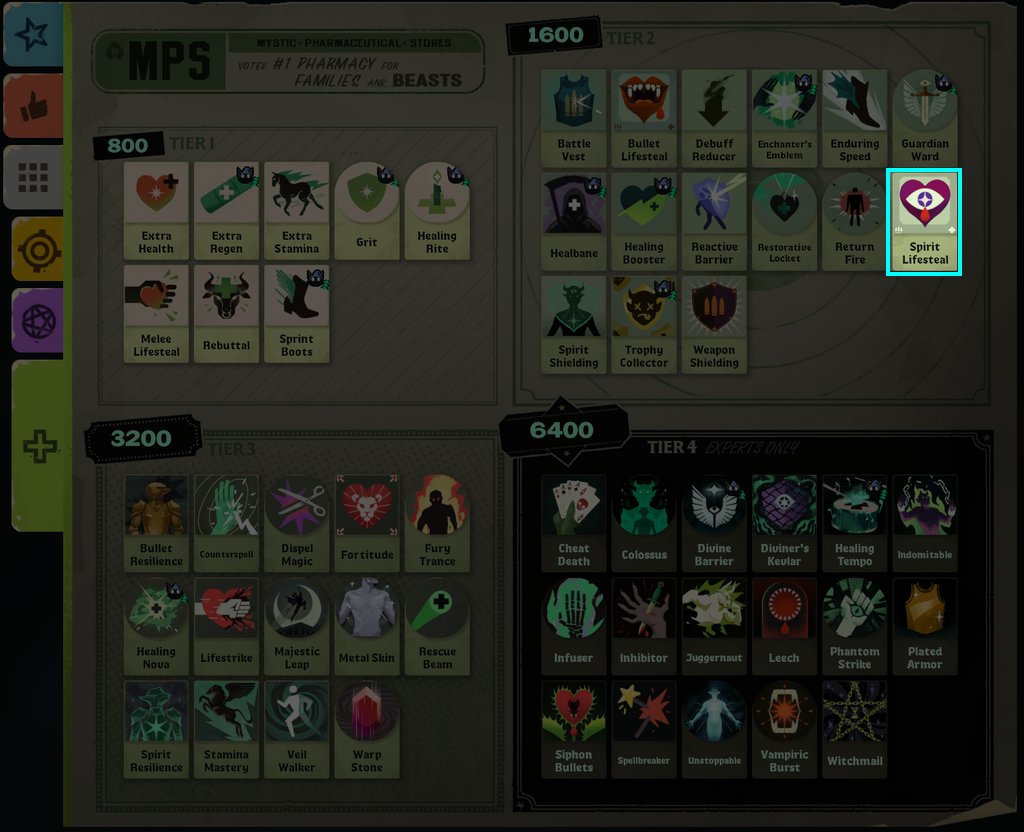 MPS
MYSTIC • PHARMACEUTICAL • STORES
VOTED #1 PHARMACY FOR
FAMILIES AND BEASTS
800
TIER 1
Extra
Health
Extra
Regen
Extra
Stamina
Grit
Healing
Rite
Melee
Lifesteal
Rebuttal
Sprint
Boots
1600
TIER 2
Battle
Vest
Bullet
Lifesteal
Debuff
Reducer
Enchanter's
Emblem
Enduring
Speed
Guardian
Ward
Healbane
Healing
Booster
Reactive
Barrier
Restorative
Locket
Return
Fire
Spirit
Lifesteal
Spirit
Shielding
Trophy
Collector
Weapon
Shielding
3200
TIER 3
Bullet
Resilience
Counterspell
Dispel
Magic
Fortitude
Fury
Trance
Healing
Nova
Lifestrike
Majestic
Leap
Metal Skin
Rescue
Beam
Spirit
Resilience
Stamina
Mastery
Veil
Walker
Warp
Stone
6400
TIER 4 EXPERTS ONLY
Cheat
Death
Colossus
Divine
Barrier
Diviner's
Kevlar
Healing
Tempo
Indomitable
Infuser
Inhibitor
Juggernaut
Leech
Phantom
Strike
Plated
Armor
Siphon
Bullets
Spellbreaker
Unstoppable
Vampiric
Burst
Witchmail